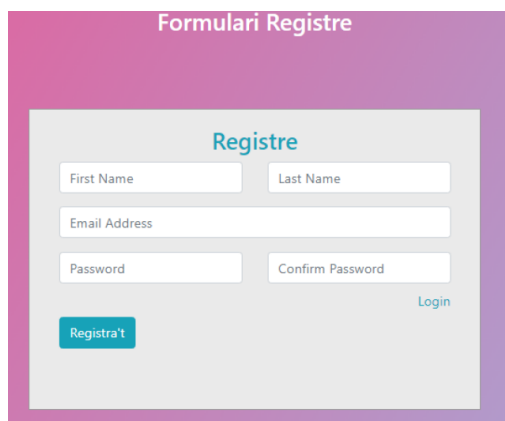 Formulari Registre
Registre
First Name Last Name
Email Address
Password Confirm Password
Login
Registra't